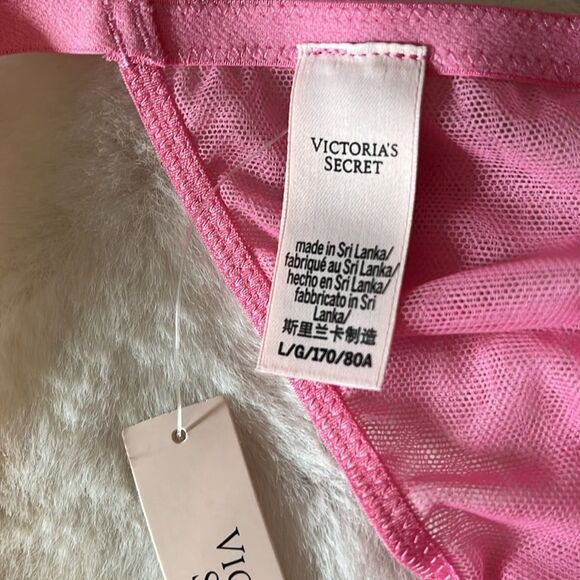 VICTORIA'S
SECRET
made in Sri Lanka/
fabriqué au Sri Lanka/
hecho en Sri Lanka/
fabbricato in Sri
Lanka/
斯里兰卡制造
L/G/170/80A
VIC
S